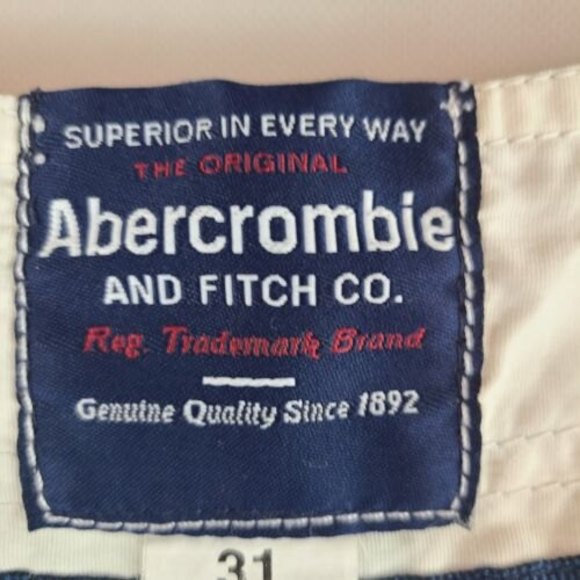 SUPERIOR IN EVERY WAY
THE ORIGINAL
Abercrombie
AND FITCH CO.
Reg. Trademark Brand
Genuine Quality Since 1892
31